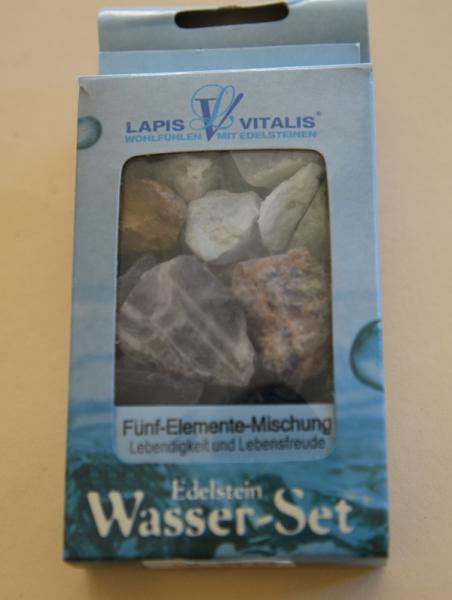 LAPIS VITALIS®
WOHLFÜHLEN MIT EDELSTEINEN
Fünf-Elemente-Mischung
Lebendigkeit und Lebensfreude
Edelstein
Wasser-Set